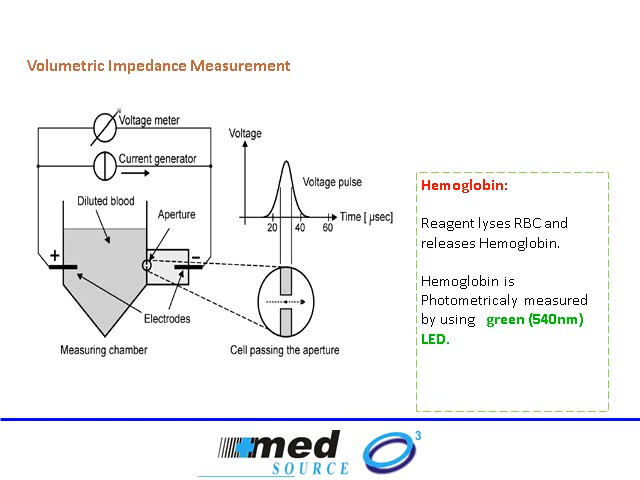 Volumetric Impedance Measurement
Voltage meter
Current generator
Diluted blood
Aperture
+
–
Electrodes
Measuring chamber
Voltage
Voltage pulse
Time [ µsec]
20 40 60
Cell passing the aperture
Hemoglobin:
Reagent lyses RBC and
releases Hemoglobin.
Hemoglobin is
Photometricaly measured
by using green (540nm)
LED.
med
SOURCE
3